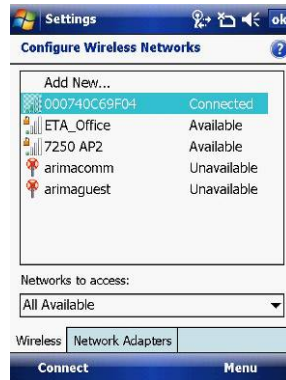 Settings ok
Configure Wireless Networks ?
Add New...
000740C69F04 Connected
ETA_Office Available
7250 AP2 Available
arimacomm Unavailable
arimaguest Unavailable
Networks to access:
All Available
Wireless Network Adapters
Connect Menu